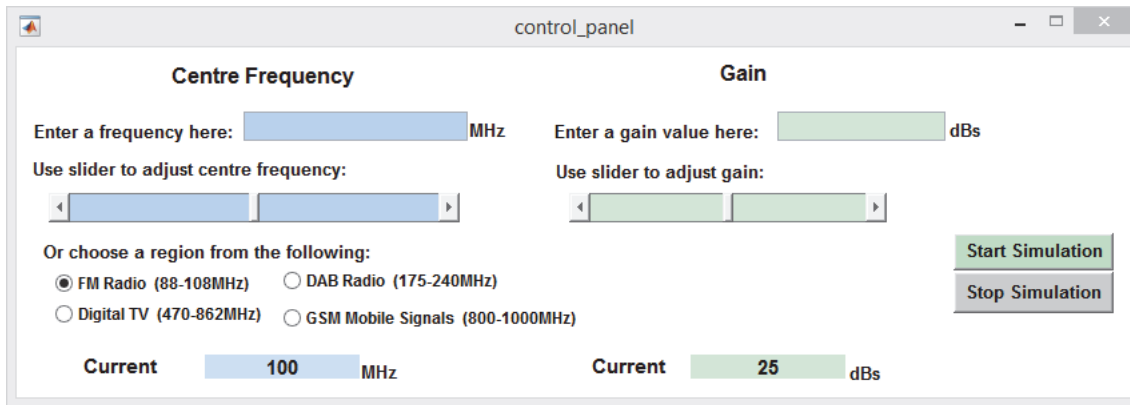 control_panel
Centre Frequency
Gain
Enter a frequency here: MHz
Enter a gain value here: dBs
Use slider to adjust centre frequency:
Use slider to adjust gain:
Or choose a region from the following:
FM Radio (88-108MHz)
DAB Radio (175-240MHz)
Digital TV (470-862MHz)
GSM Mobile Signals (800-1000MHz)
Start Simulation
Stop Simulation
Current 100 MHz
Current 25 dBs